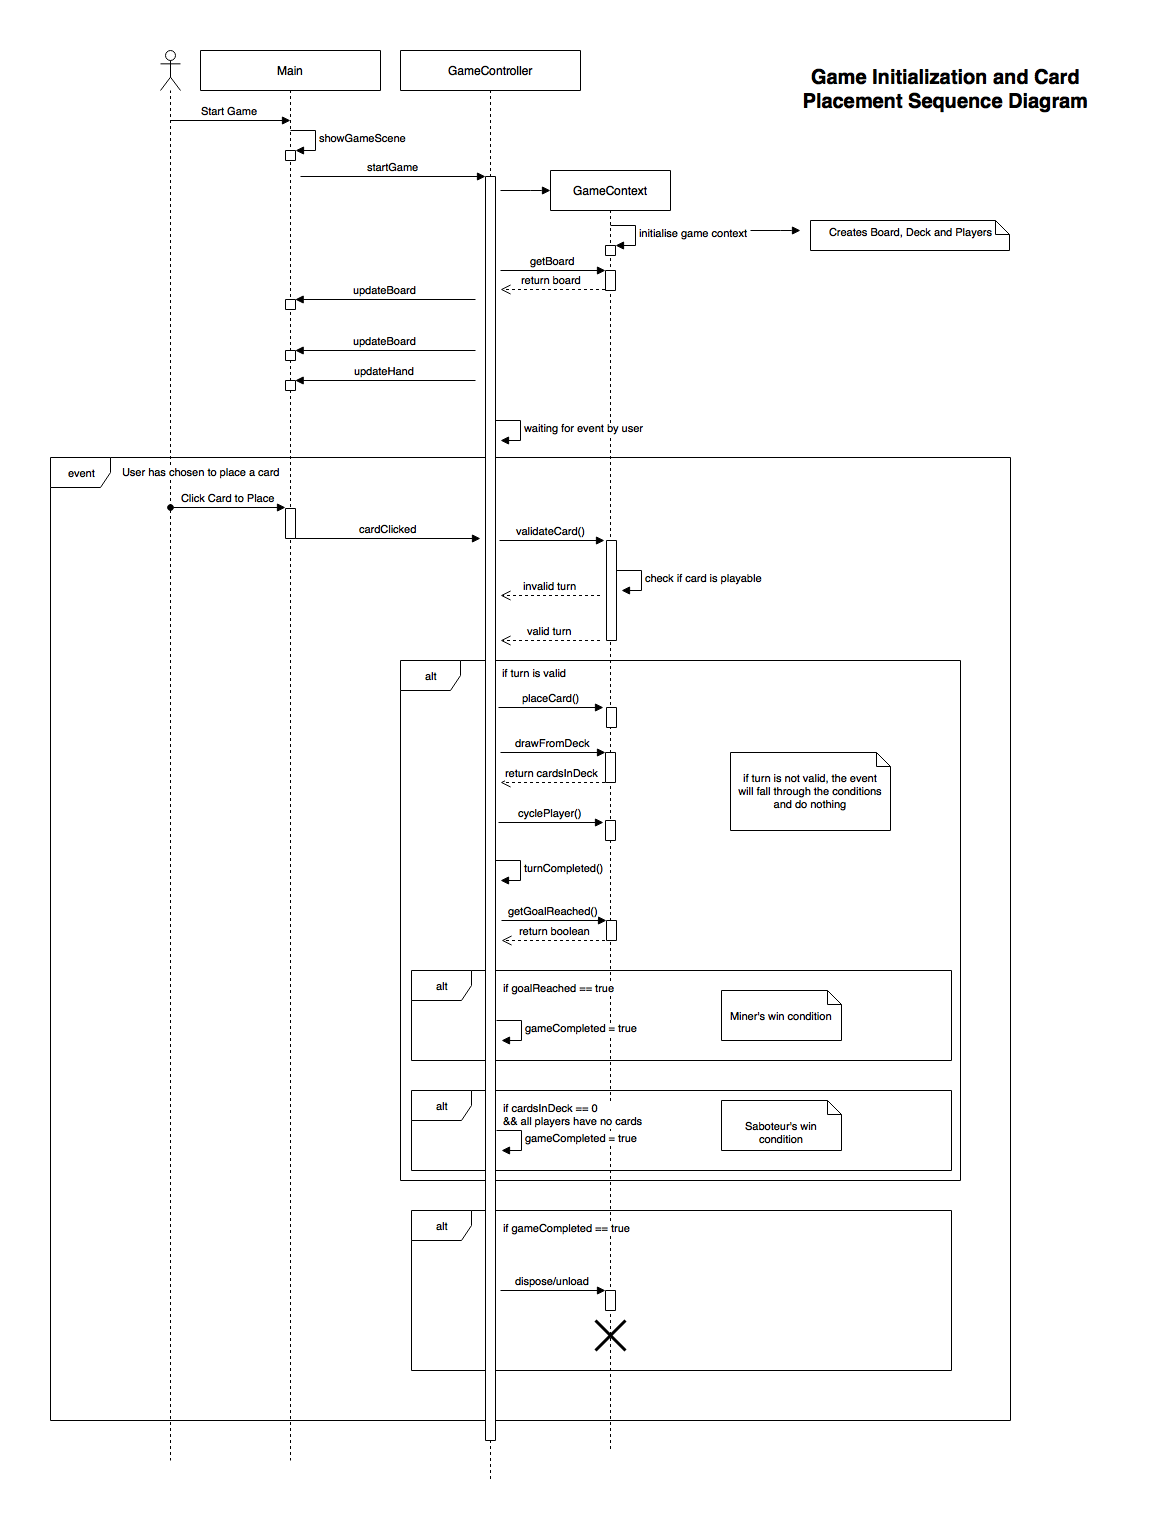 Main
GameController
Game Initialization and Card
Placement Sequence Diagram
Start Game
showGameScene
startGame
GameContext
initialise game context
Creates Board, Deck and Players
getBoard
return board
updateBoard
updateBoard
updateHand
waiting for event by user
event
User has chosen to place a card
Click Card to Place
cardClicked
validateCard()
check if card is playable
invalid turn
valid turn
alt
if turn is valid
placeCard()
drawFromDeck
return cardsInDeck
if turn is not valid, the event
will fall through the conditions
and do nothing
cyclePlayer()
turnCompleted()
getGoalReached()
return boolean
alt
if goalReached == true
Miner's win condition
gameCompleted = true
alt
if cardsInDeck == 0
&& all players have no cards
gameCompleted = true
Saboteur's win
condition
alt
if gameCompleted == true
dispose/unload